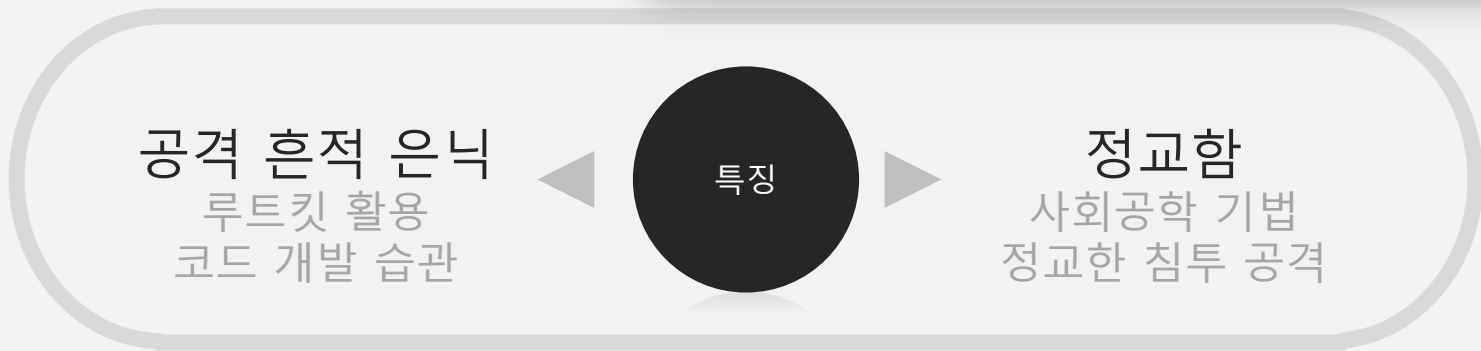 공격 흔적 은닉
루트킷 활용
코드 개발 습관
특징
정교함
사회공학 기법
정교한 침투 공격